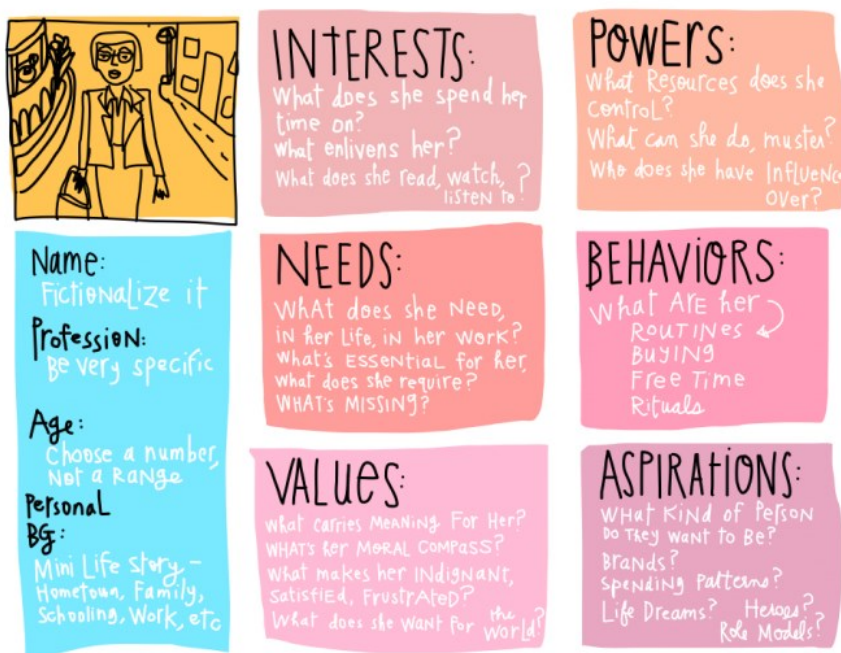 Name:
Fictionalize it
Profession:
Be very specific
Age:
Choose a number,
Not a Range
Personal
BG:
Mini Life story –
Hometown, Family,
Schooling, Work, etc
INTERESTS:
What does she spend her
time on?
What enlivens her?
What does she read, watch,
listen to?
NEEDS:
What does she need,
in her life, in her work?
What's essential for her,
what does she require?
What's missing?
VALUES:
What carries meaning for her?
What's her moral compass?
What makes her indignant,
satisfied, frustrated?
What does she want for the
world?
POWERS:
What Resources does she
control?
What can she do, muster?
Who does she have Influence
over?
BEHAVIORS:
What are her
Routines
Buying
Free Time
Rituals
ASPIRATIONS:
What kind of person
do they want to be?
Brands?
Spending patterns?
Life Dreams? Heroes?
Role Models?